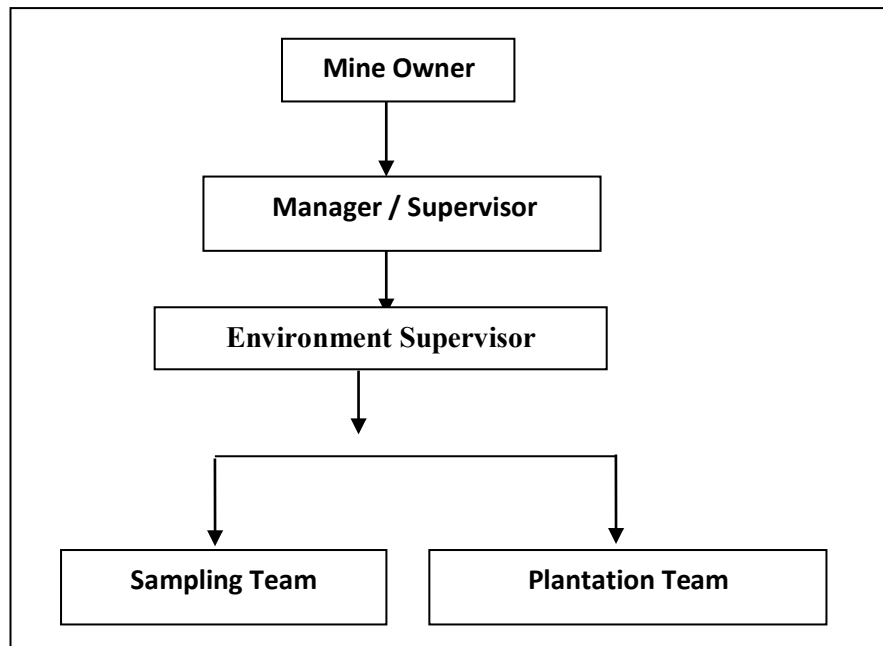 Mine Owner
Manager / Supervisor
Environment Supervisor
Sampling Team
Plantation Team